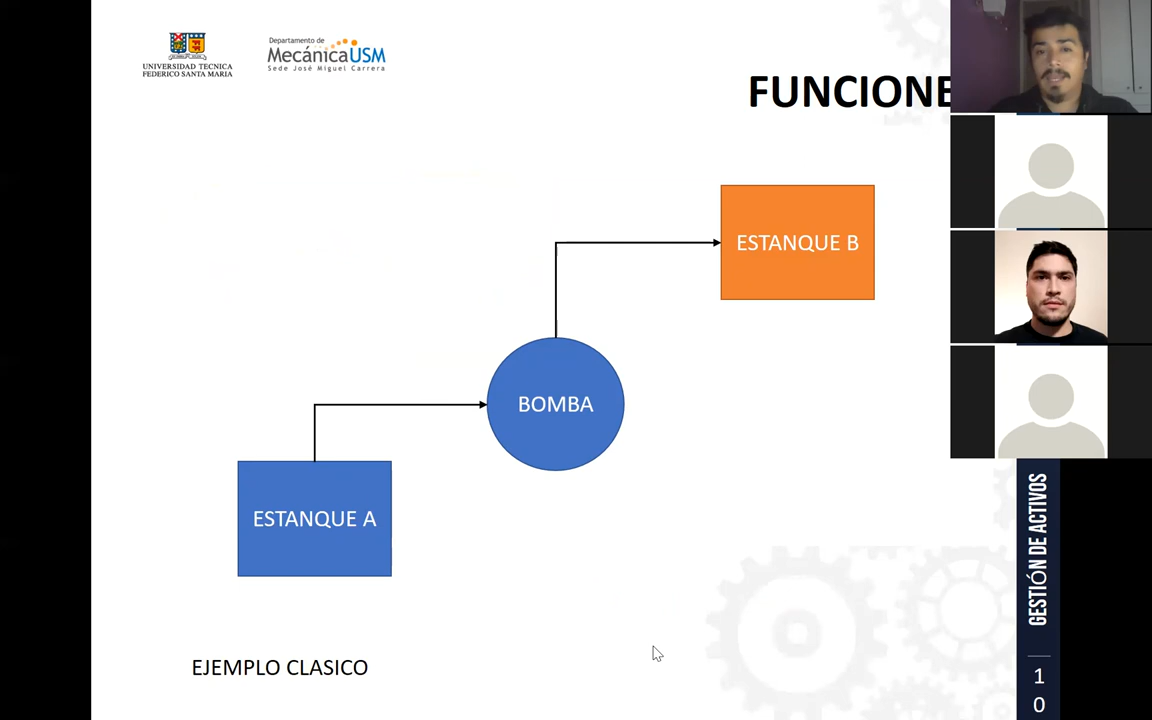 UNIVERSIDAD TECNICA
FEDERICO SANTA MARIA
Departamento de
MecánicaUSM
Sede José Miguel Carrera
FUNCIONE
ESTANQUE B
BOMBA
ESTANQUE A
EJEMPLO CLASICO
GESTIÓN DE ACTIVOS
1
0